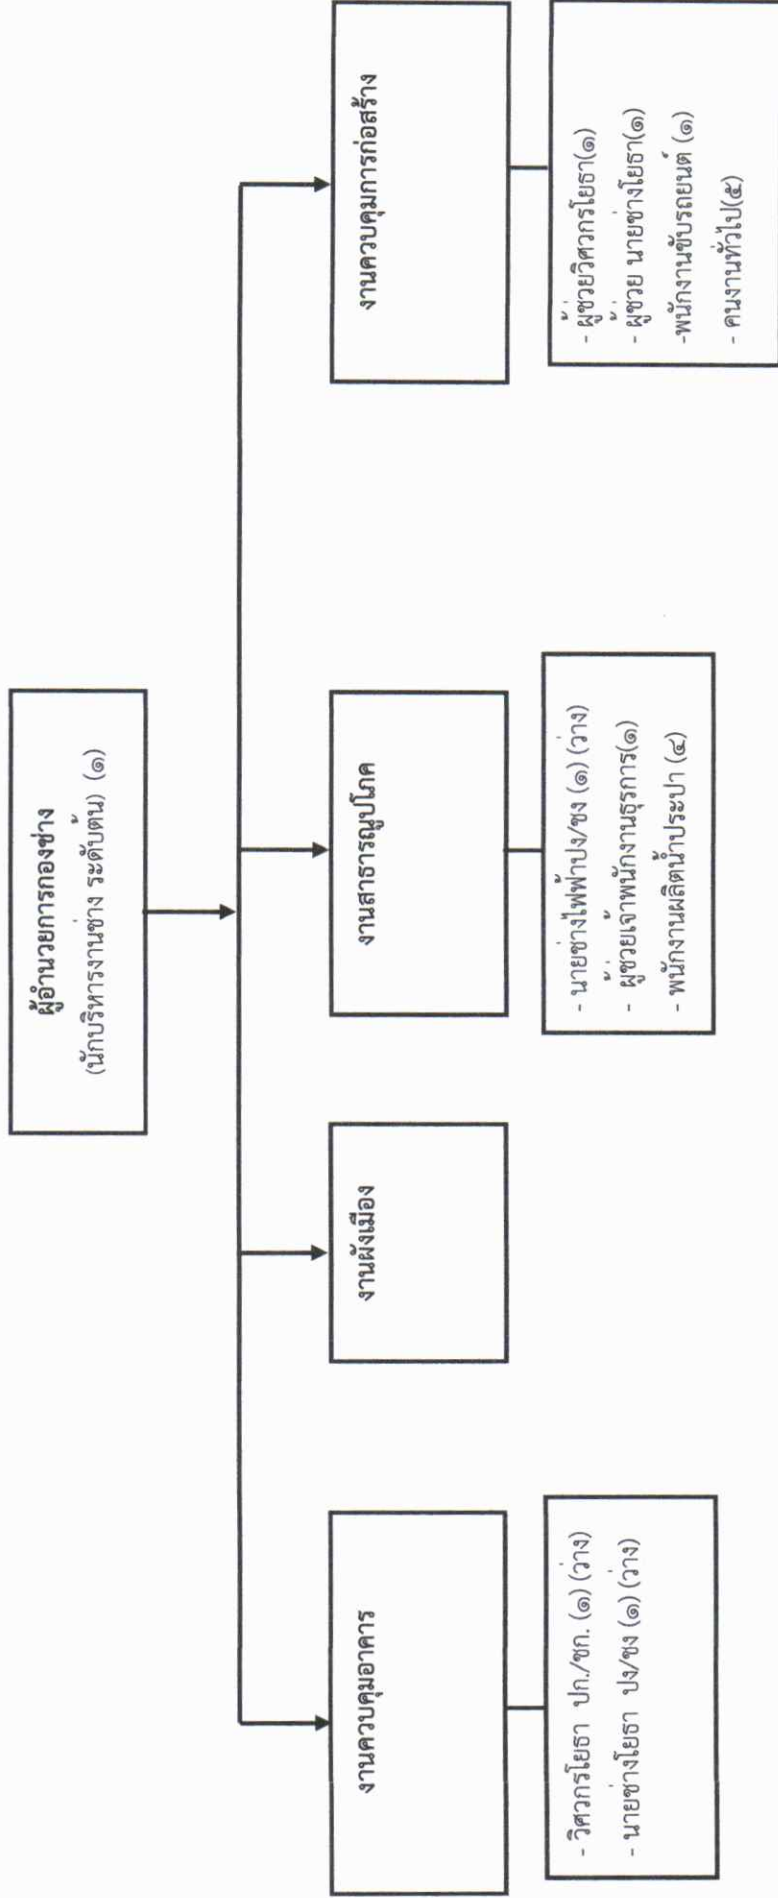 ผู้อำนวยการกองช่าง
(นักบริหารงานช่าง ระดับต้น) (๑)
งานควบคุมอาคาร
งานผังเมือง
งานสาธารณูปโภค
งานควบคุมการก่อสร้าง
- วิศวกรโยธา ปก./ชก. (๑) (ว่าง)
- นายช่างโยธา ปง/ชง (๑) (ว่าง)
- นายช่างไฟฟ้าปง/ชง (๑) (ว่าง)
- ผู้ช่วยเจ้าพนักงานธุรการ(๑)
- พนักงานผลิตน้ำประปา (๔)
- ผู้ช่วยวิศวกรโยธา(๑)
- ผู้ช่วย นายช่างโยธา(๑)
-พนักงานขับรถยนต์ (๑)
- คนงานทั่วไป(๕)